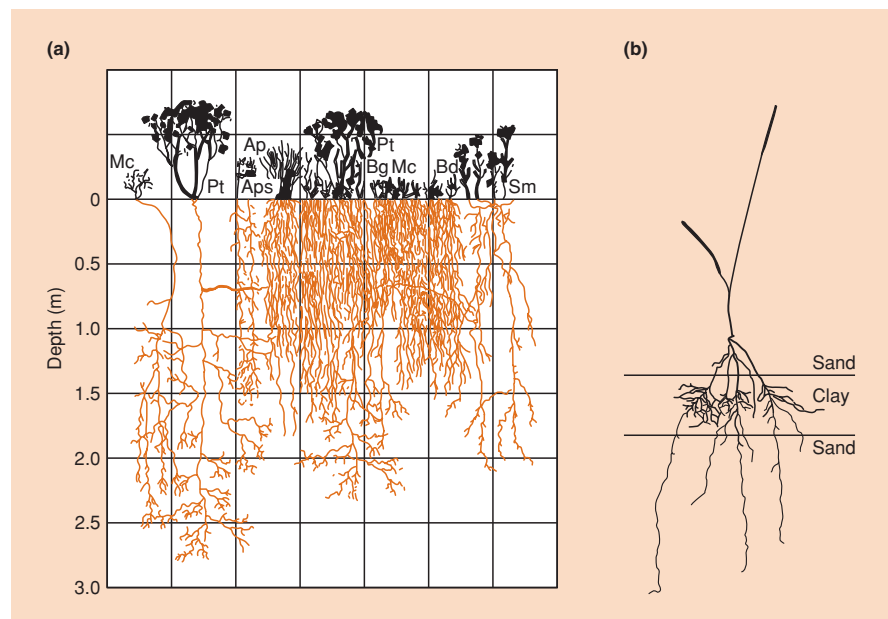 (a)
(b)
Mc
Pt
Ap
Aps
Pt
Bg Mc
Bd
Sm
0
0.5
1.0
1.5
2.0
2.5
3.0
Depth (m)
Sand
Clay
Sand